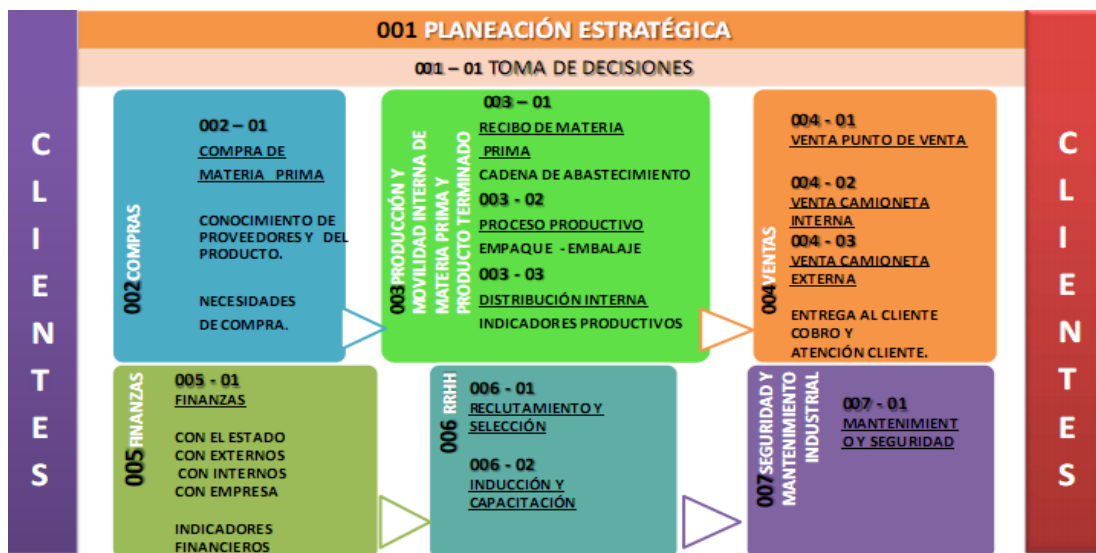 CLIENTES
001 PLANEACIÓN ESTRATÉGICA
001 – 01 TOMA DE DECISIONES
002 COMPRAS
002 – 01
COMPRA DE
MATERIA PRIMA
CONOCIMIENTO DE
PROVEEDORES Y DEL
PRODUCTO.
NECESIDADES
DE COMPRA.
003 PRODUCCIÓN Y
MOVILIDAD INTERNA DE
MATERIA PRIMA Y
PRODUCTO TERMINADO
003 – 01
RECIBO DE MATERIA
PRIMA
CADENA DE ABASTECIMIENTO
003 - 02
PROCESO PRODUCTIVO
EMPAQUE - EMBALAJE
003 - 03
DISTRIBUCIÓN INTERNA
INDICADORES PRODUCTIVOS
004 VENTAS
004 - 01
VENTA PUNTO DE VENTA
004 - 02
VENTA CAMIONETA
INTERNA
004 - 03
VENTA CAMIONETA
EXTERNA
ENTREGA AL CLIENTE
COBRO Y
ATENCIÓN CLIENTE.
005 FINANZAS
005 - 01
FINANZAS
CON EL ESTADO
CON EXTERNOS
CON INTERNOS
CON EMPRESA
INDICADORES
FINANCIEROS
006 RRHH
006 - 01
RECLUTAMIENTO Y
SELECCIÓN
006 - 02
INDUCCIÓN Y
CAPACITACIÓN
007 SEGURIDAD Y
MANTENIMIENTO
INDUSTRIAL
007 - 01
MANTENIMIENT
O Y SEGURIDAD
CLIENTES